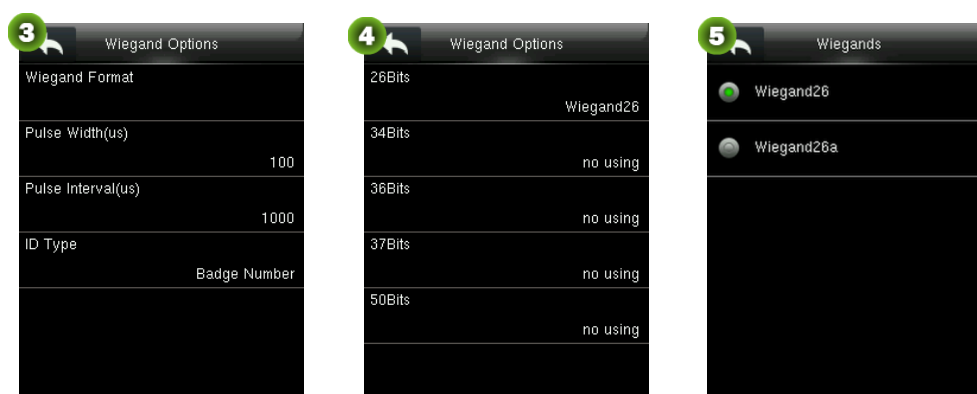 3
Wiegand Options
Wiegand Format
Pulse Width(us)
100
Pulse Interval(us)
1000
ID Type
Badge Number
4
Wiegand Options
26Bits
Wiegand26
34Bits
no using
36Bits
no using
37Bits
no using
50Bits
no using
5
Wiegands
Wiegand26
Wiegand26a